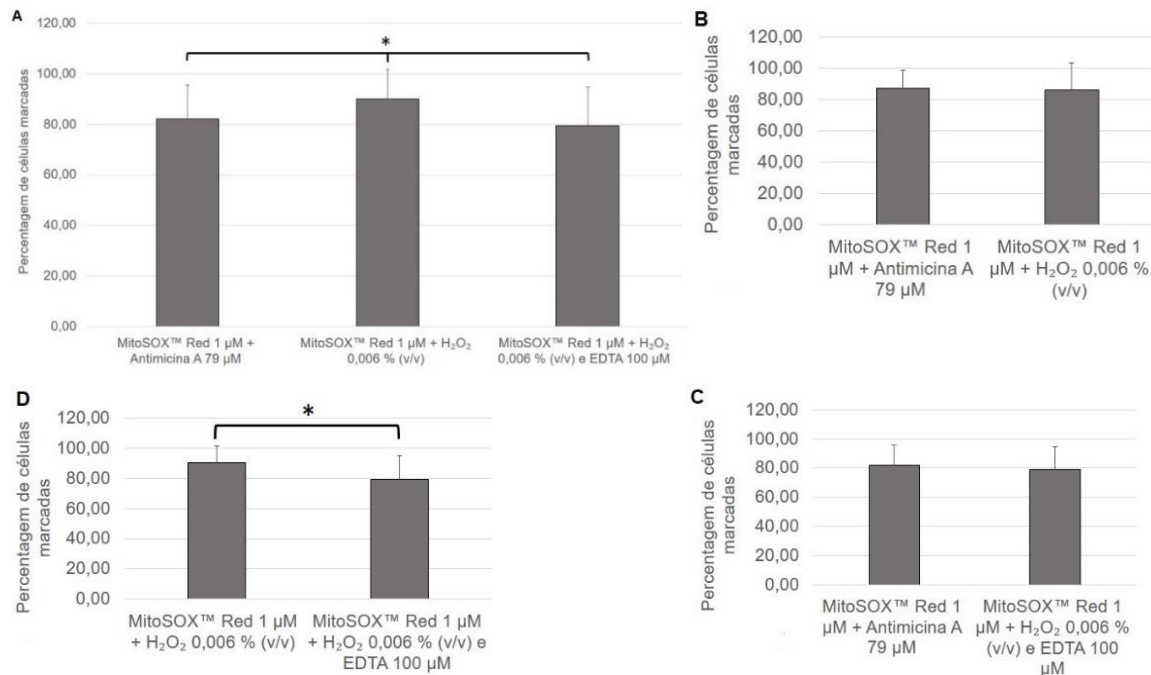 A
*
Percentagem de células marcadas
120,00
100,00
80,00
60,00
40,00
20,00
0,00
MitoSOX™ Red 1 µM +
Antimicina A 79 µM
MitoSOX™ Red 1 µM + H₂O₂
0,006 % (v/v)
MitoSOX™ Red 1 µM + H₂O₂
0,006 % (v/v) e EDTA 100 µM
B
Percentagem de células
marcadas
120,00
100,00
80,00
60,00
40,00
20,00
0,00
MitoSOX™ Red 1
µM + Antimicina A
79 µM
MitoSOX™ Red 1
µM + H₂O₂ 0,006 %
(v/v)
D
*
Percentagem de células
marcadas
120,00
100,00
80,00
60,00
40,00
20,00
0,00
MitoSOX™ Red 1 µM
+ H₂O₂ 0,006 % (v/v)
MitoSOX™ Red 1 µM
+ H₂O₂ 0,006 % (v/v) e
EDTA 100 µM
C
Percentagem de células
marcadas
120,00
100,00
80,00
60,00
40,00
20,00
0,00
MitoSOX™ Red 1
µM + Antimicina A
79 µM
MitoSOX™ Red 1
µM + H₂O₂ 0,006 %
(v/v) e EDTA 100
µM